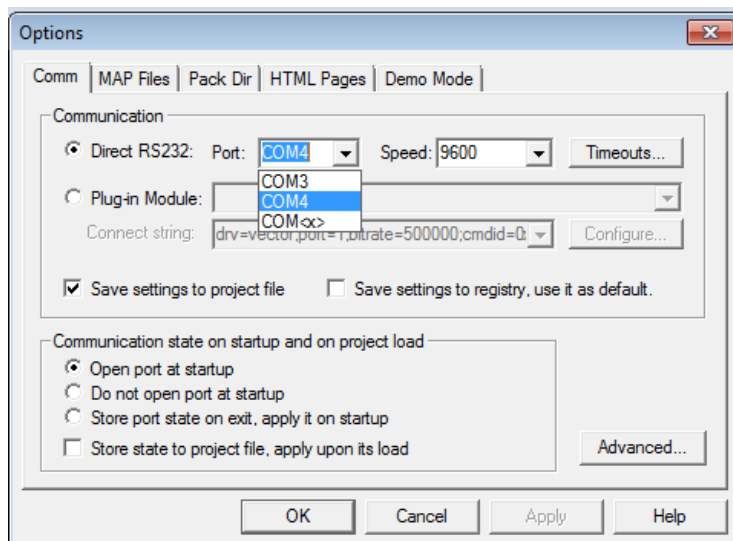 Options
Comm MAP Files Pack Dir HTML Pages Demo Mode
Communication
Direct RS232: Port: COM4 Speed: 9600 Timeouts...
COM3
COM4
COM<x>
Plug-in Module:
Connect string: drv=vector;port=1;bitrate=500000;cmdid=0 Configure...
Save settings to project file Save settings to registry, use it as default.
Communication state on startup and on project load
Open port at startup
Do not open port at startup
Store port state on exit, apply it on startup
Store state to project file, apply upon its load
Advanced...
OK Cancel Apply Help